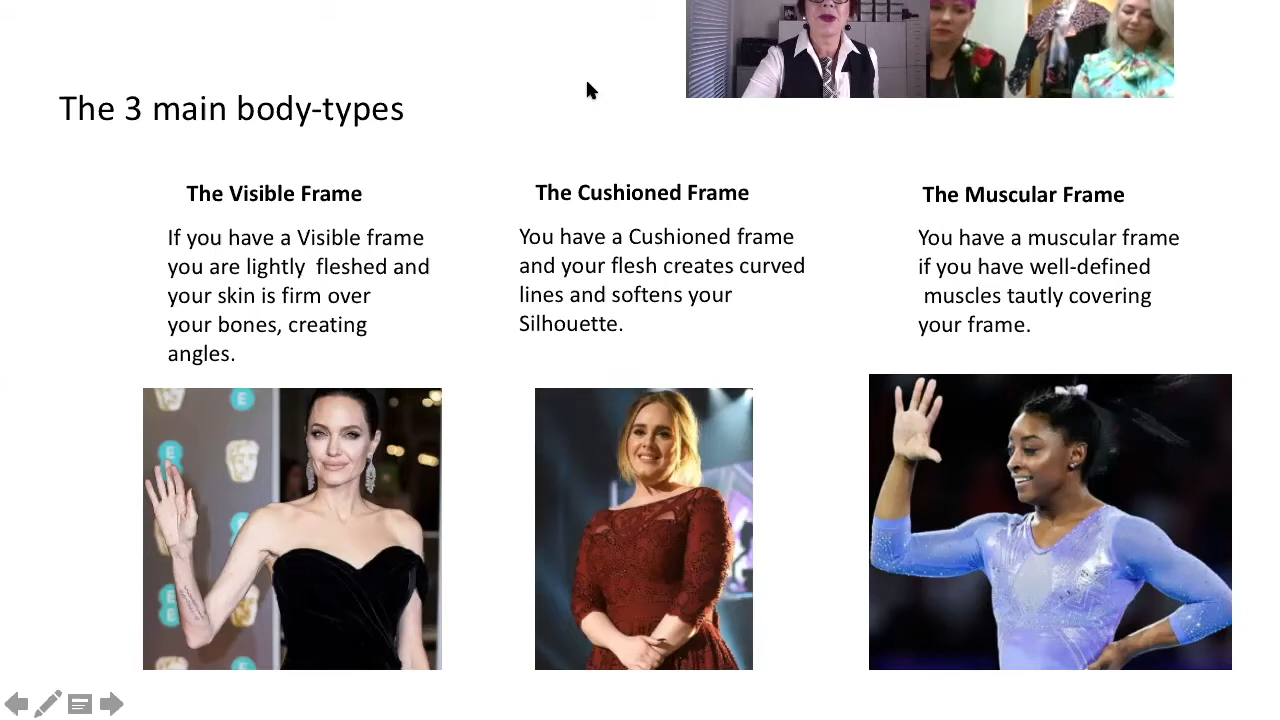 The 3 main body-types
The Visible Frame
If you have a Visible frame
you are lightly fleshed and
your skin is firm over
your bones, creating
angles.
The Cushioned Frame
You have a Cushioned frame
and your flesh creates curved
lines and softens your
Silhouette.
The Muscular Frame
You have a muscular frame
if you have well-defined
muscles tautly covering
your frame.
E
E
E
E
E